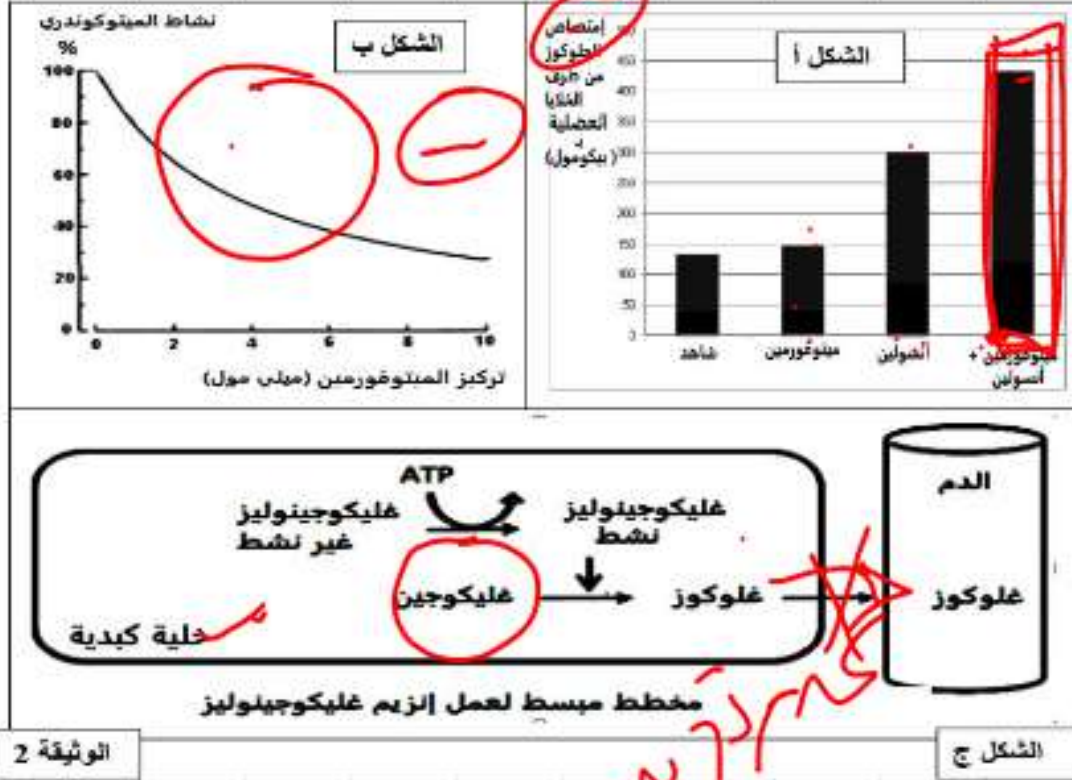 الشكل أ
إمتصاص
الغلوكوز
من طرف
الخلايا
العضلية
(بيكومول)
450
400
350
300
250
200
150
100
50
0
شاهد
ميتوفورمين
أنسولين
ميتوفورمين +
أنسولين
نشاط الميتوكوندري
%
الشكل ب
100
80
60
40
20
0
0 2 4 6 8 10
تركيز الميتوفورمين (ميلي مول)
ATP
غليكوجينوليز
غير نشط
غليكوجينوليز
نشط
غليكوجين
غلوكوز
خلية كبدية
الدم
غلوكوز
مخطط مبسط لعمل إنزيم غليكوجينوليز
الشكل ج
الوثيقة 2